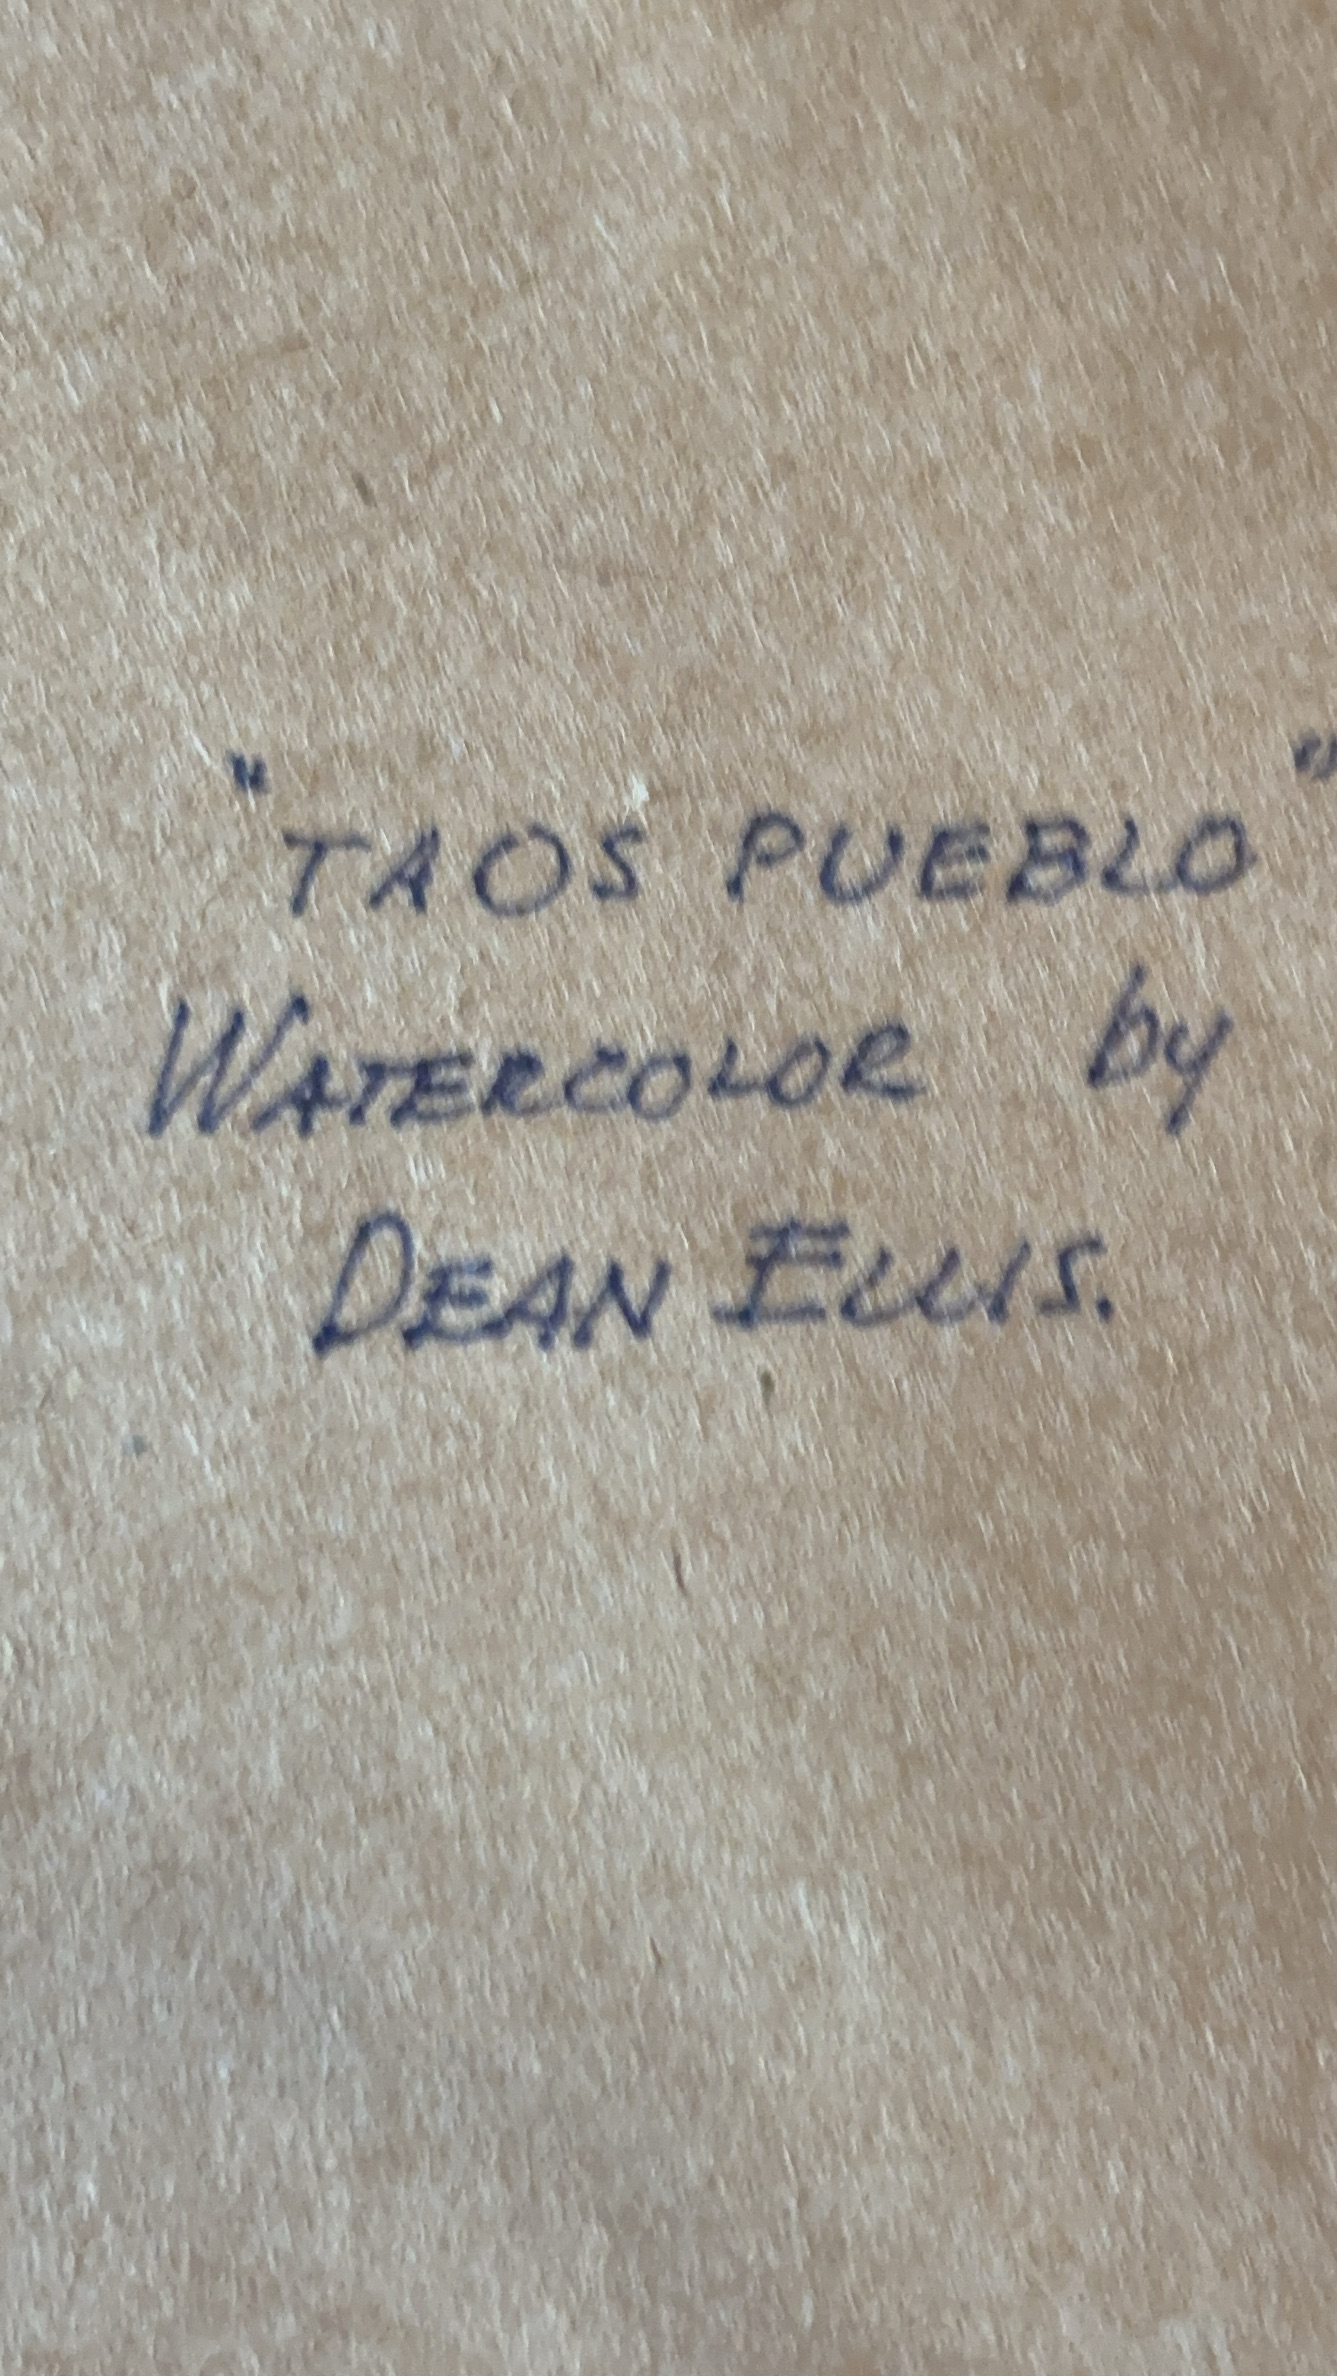 "TAOS PUEBLO"
WATERCOLOR by
DEAN ELLIS.